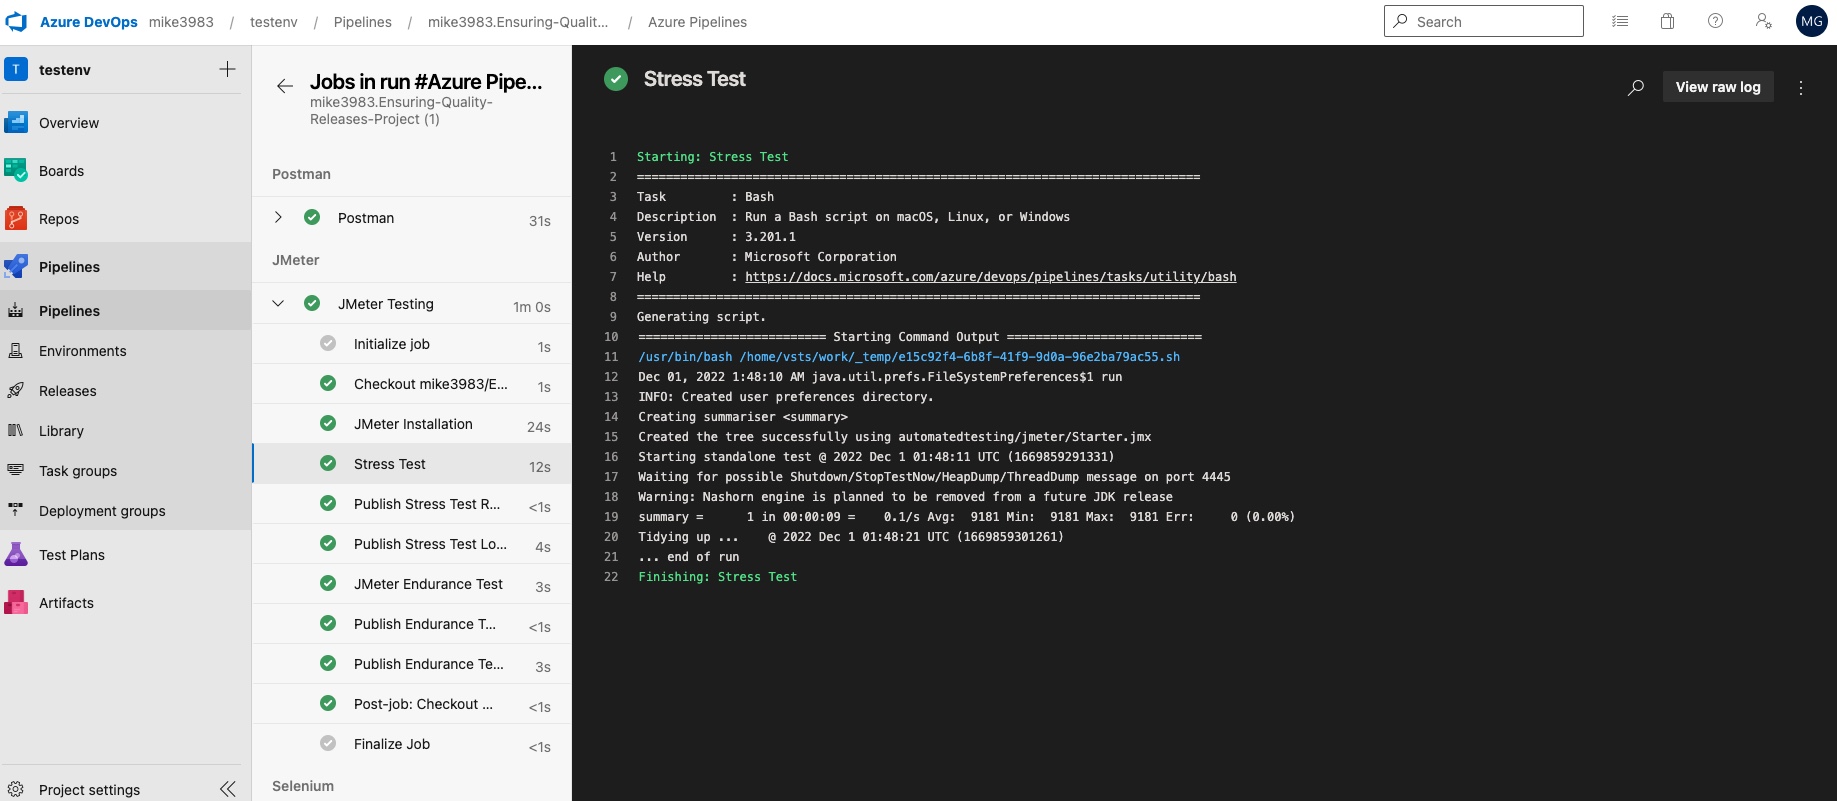 Azure DevOps mike3983 / testenv / Pipelines / mike3983.Ensuring-Qualit... / Azure Pipelines
Search
MG
T testenv
Overview
Boards
Repos
Pipelines
Pipelines
Environments
Releases
Library
Task groups
Deployment groups
Test Plans
Artifacts
Project settings
Jobs in run #Azure Pipe...
mike3983.Ensuring-Quality-
Releases-Project (1)
Postman
Postman 31s
JMeter
JMeter Testing 1m 0s
Initialize job 1s
Checkout mike3983/E... 1s
JMeter Installation 24s
Stress Test 12s
Publish Stress Test R... <1s
Publish Stress Test Lo... 4s
JMeter Endurance Test 3s
Publish Endurance T... <1s
Publish Endurance Te... 3s
Post-job: Checkout ... <1s
Finalize Job <1s
Selenium
Stress Test
View raw log
1 Starting: Stress Test
2 ==============================================================================
3 Task : Bash
4 Description : Run a Bash script on macOS, Linux, or Windows
5 Version : 3.201.1
6 Author : Microsoft Corporation
7 Help : https://docs.microsoft.com/azure/devops/pipelines/tasks/utility/bash
8 ==============================================================================
9 Generating script.
10 ========================== Starting Command Output ===========================
11 /usr/bin/bash /home/vsts/work/_temp/e15c92f4-6b8f-41f9-9d0a-96e2ba79ac55.sh
12 Dec 01, 2022 1:48:10 AM java.util.prefs.FileSystemPreferences$1 run
13 INFO: Created user preferences directory.
14 Creating summariser <summary>
15 Created the tree successfully using automatedtesting/jmeter/Starter.jmx
16 Starting standalone test @ 2022 Dec 1 01:48:11 UTC (1669859291331)
17 Waiting for possible Shutdown/StopTestNow/HeapDump/ThreadDump message on port 4445
18 Warning: Nashorn engine is planned to be removed from a future JDK release
19 summary = 1 in 00:00:09 = 0.1/s Avg: 9181 Min: 9181 Max: 9181 Err: 0 (0.00%)
20 Tidying up ... @ 2022 Dec 1 01:48:21 UTC (1669859301261)
21 ... end of run
22 Finishing: Stress Test